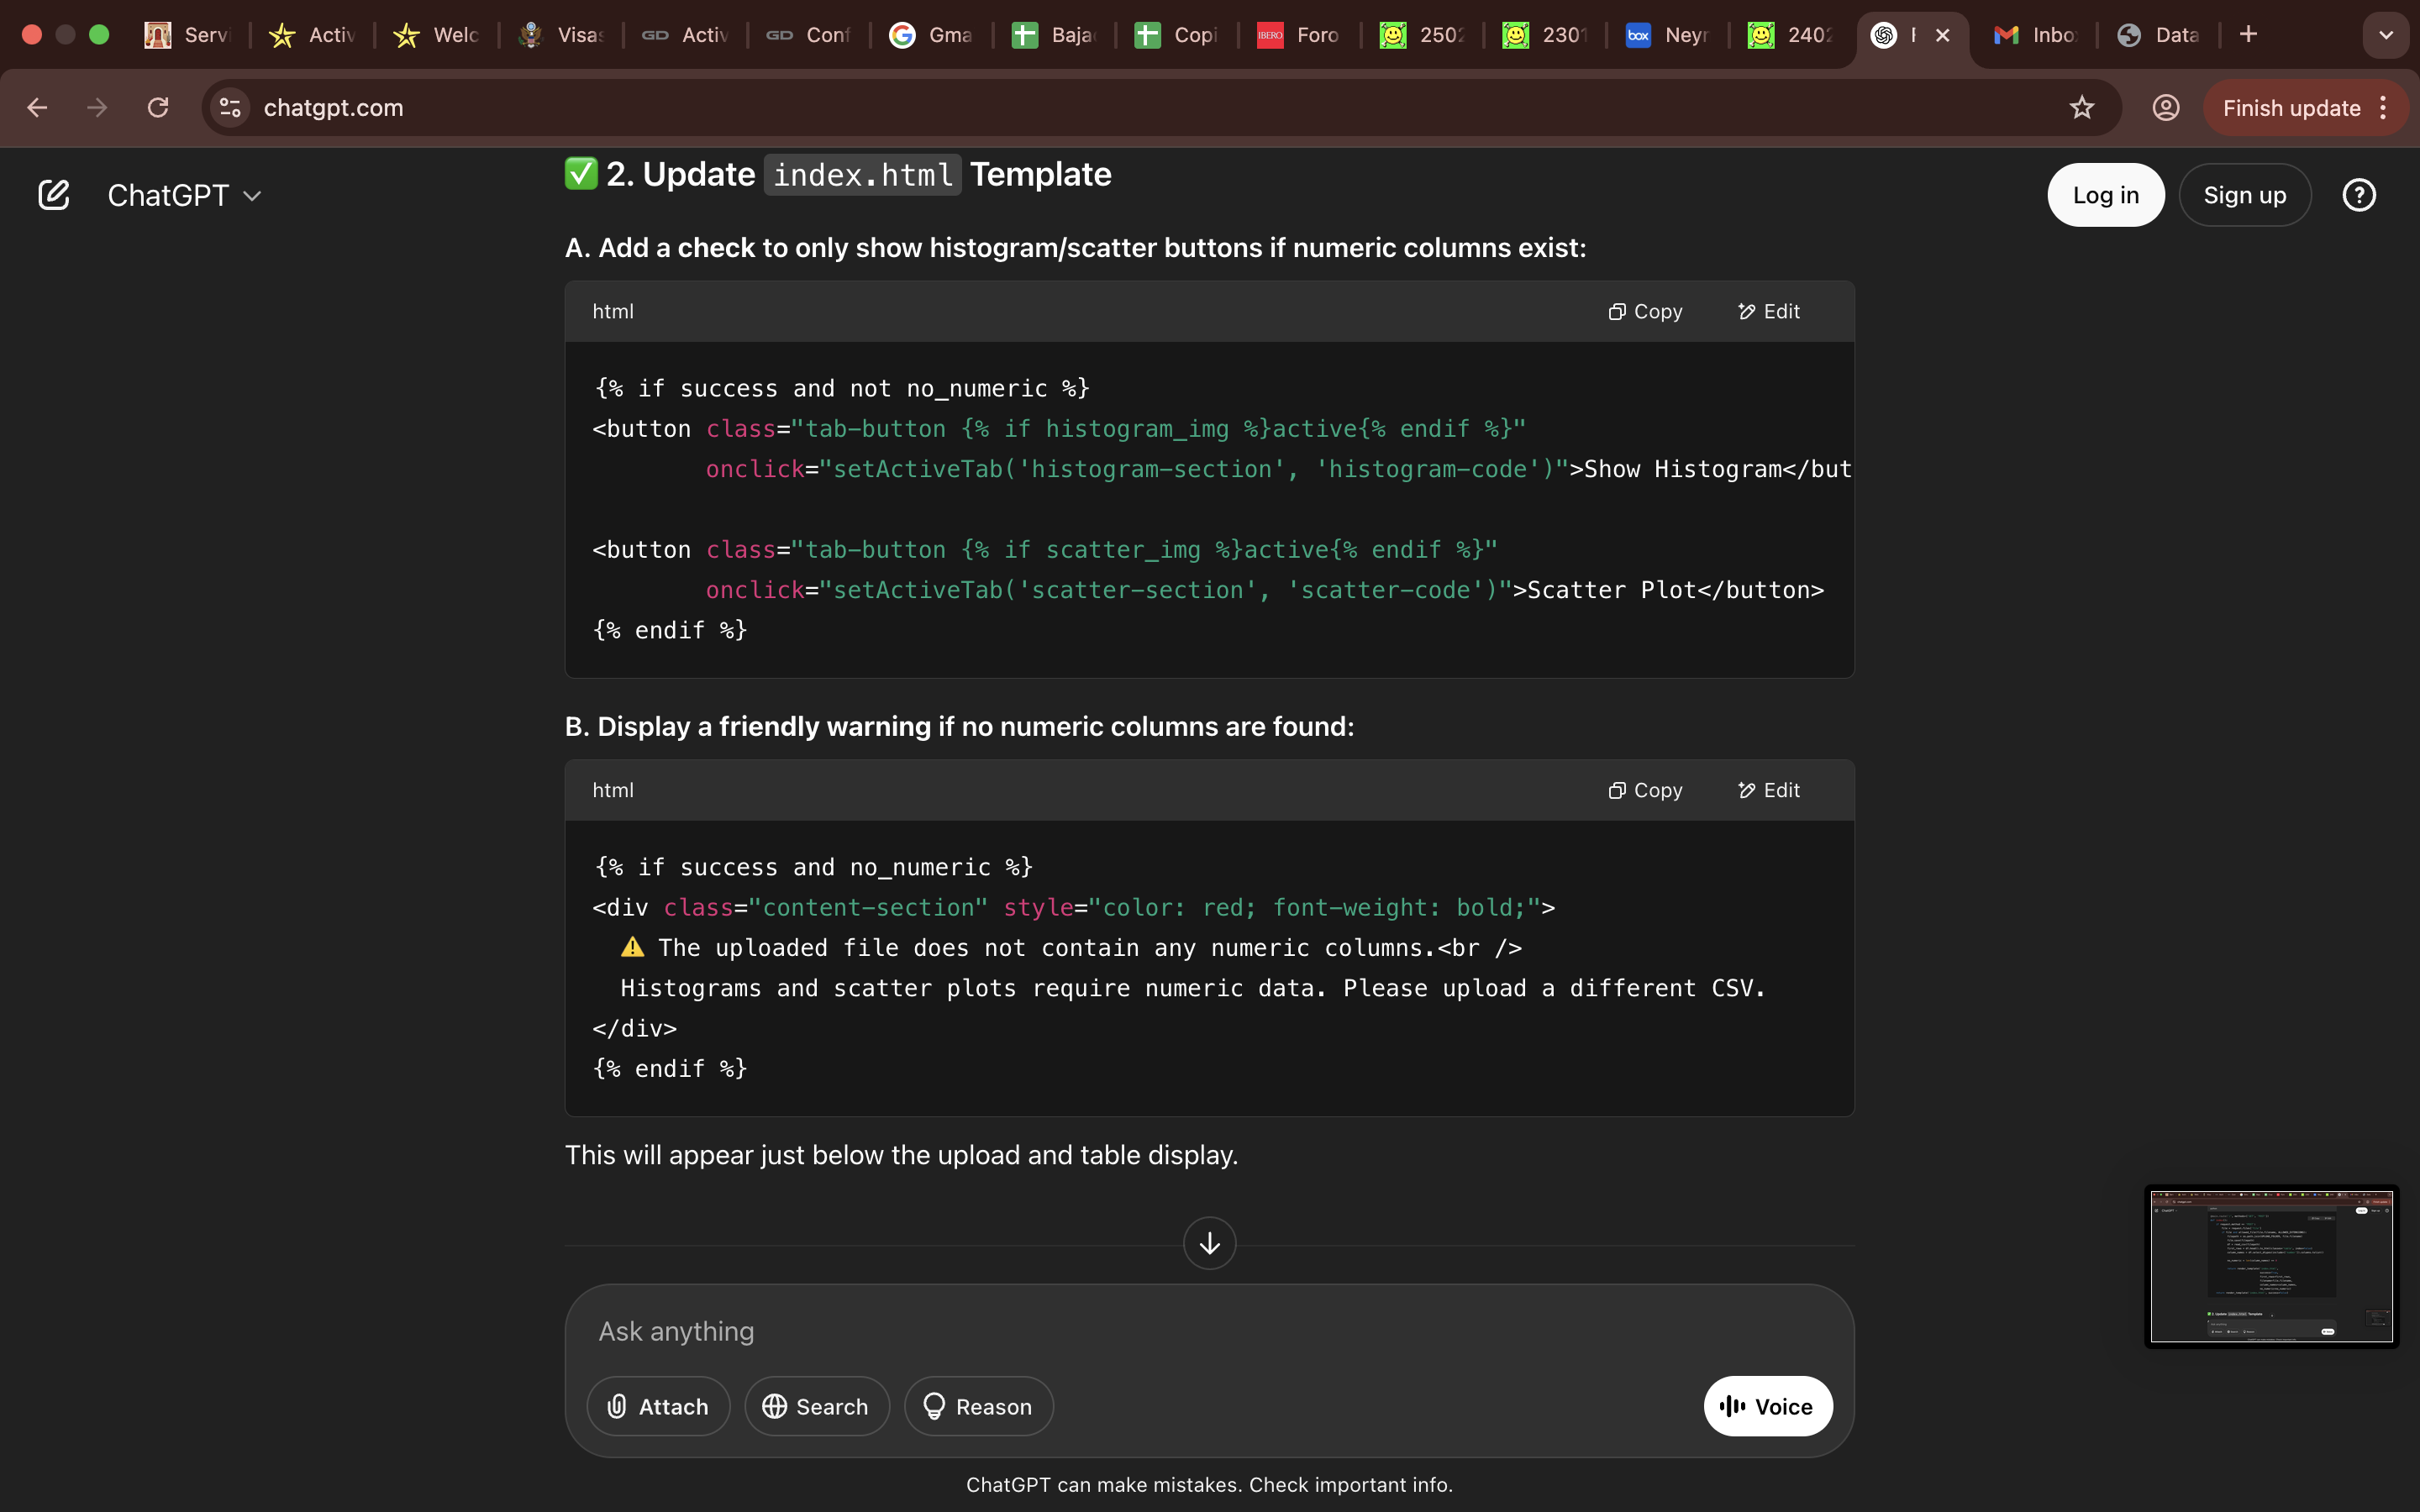 Servi
Activ
Welc
Visas
GD Activ
GD Conf
Gma
Baja
Copi
IBERO Foro
2502
2301
box Neyr
2402
Inbo
Data
chatgpt.com
Finish update
ChatGPT
Log in
Sign up
✅ 2. Update index.html Template
A. Add a check to only show histogram/scatter buttons if numeric columns exist:
html Copy Edit
{% if success and not no_numeric %}
<button class="tab-button {% if histogram_img %}active{% endif %}"
onclick="setActiveTab('histogram-section', 'histogram-code')">Show Histogram</but
<button class="tab-button {% if scatter_img %}active{% endif %}"
onclick="setActiveTab('scatter-section', 'scatter-code')">Scatter Plot</button>
{% endif %}
B. Display a friendly warning if no numeric columns are found:
html Copy Edit
{% if success and no_numeric %}
<div class="content-section" style="color: red; font-weight: bold;">
⚠️ The uploaded file does not contain any numeric columns.<br />
Histograms and scatter plots require numeric data. Please upload a different CSV.
</div>
{% endif %}
This will appear just below the upload and table display.
Ask anything
Attach
Search
Reason
Voice
ChatGPT can make mistakes. Check important info.